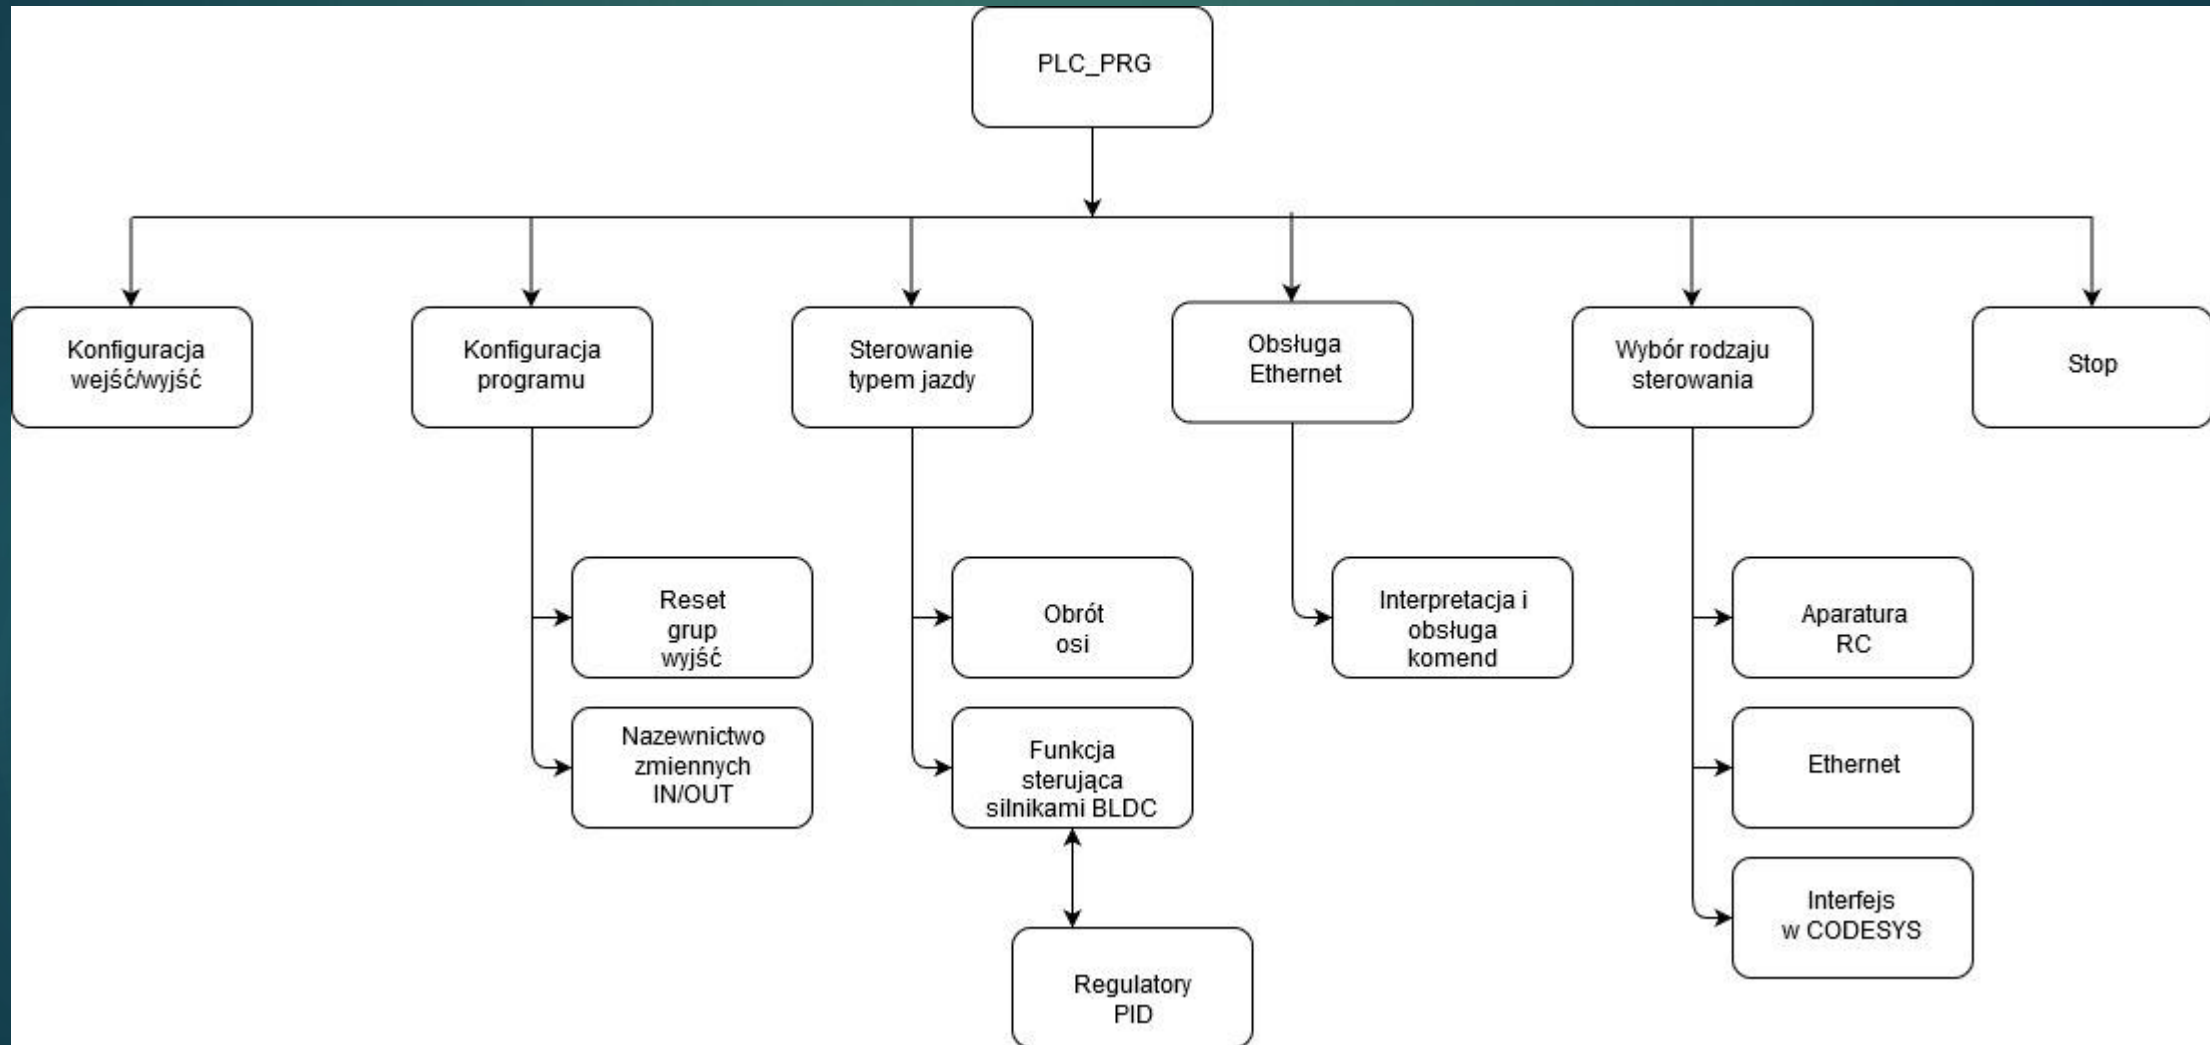 PLC_PRG
Konfiguracja
wejść/wyjść
Konfiguracja
programu
Sterowanie
typem jazdy
Obsługa
Ethernet
Wybór rodzaju
sterowania
Stop
Reset
grup
wyjść
Obrót
osi
Interpretacja i
obsługa
komend
Aparatura
RC
Nazewnictwo
zmiennych
IN/OUT
Funkcja
sterująca
silnikami BLDC
Ethernet
Interfejs
w CODESYS
Regulatory
PID